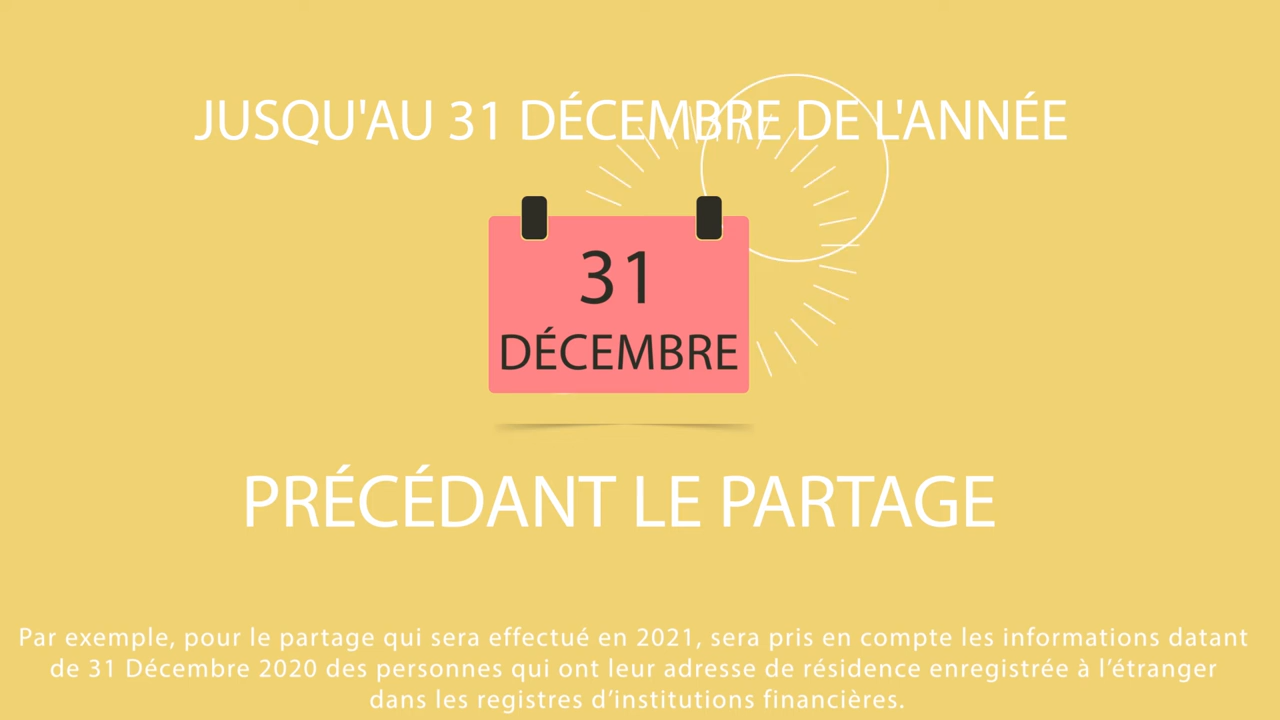 JUSQU'AU 31 DÉCEMBRE DE L'ANNÉE
31
DÉCEMBRE
PRÉCÉDANT LE PARTAGE
Par exemple, pour le partage qui sera effectué en 2021, sera pris en compte les informations datant
de 31 Décembre 2020 des personnes qui ont leur adresse de résidence enregistrée à l’étranger
dans les registres d’institutions financières.